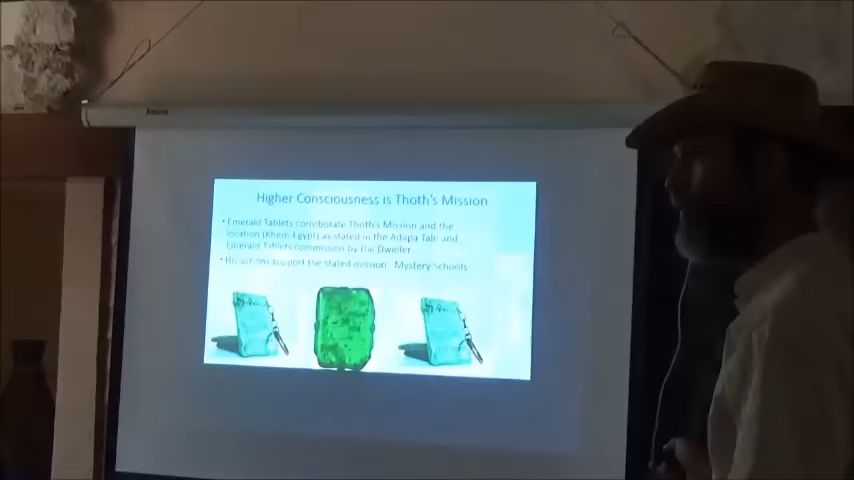 Higher Consciousness is Thoth's Mission
• Emerald Tablets corroborate Thoth's Mission and the
location (Khem-Egypt) as stated in the Adapa Tale and
Emerald Tablets commission by the Dweller
• His actions support the stated mission Mystery Schools